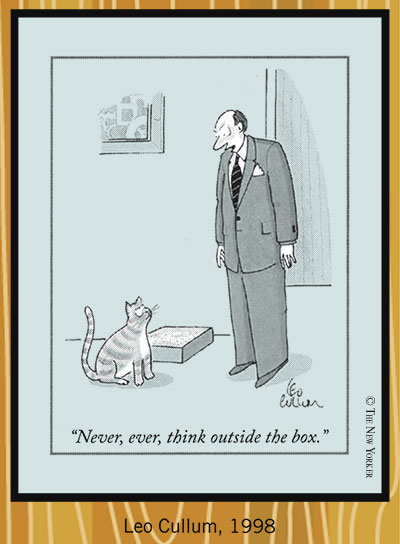 Leo
Cullum
“Never, ever, think outside the box.”
© THE NEW YORKER
Leo Cullum, 1998